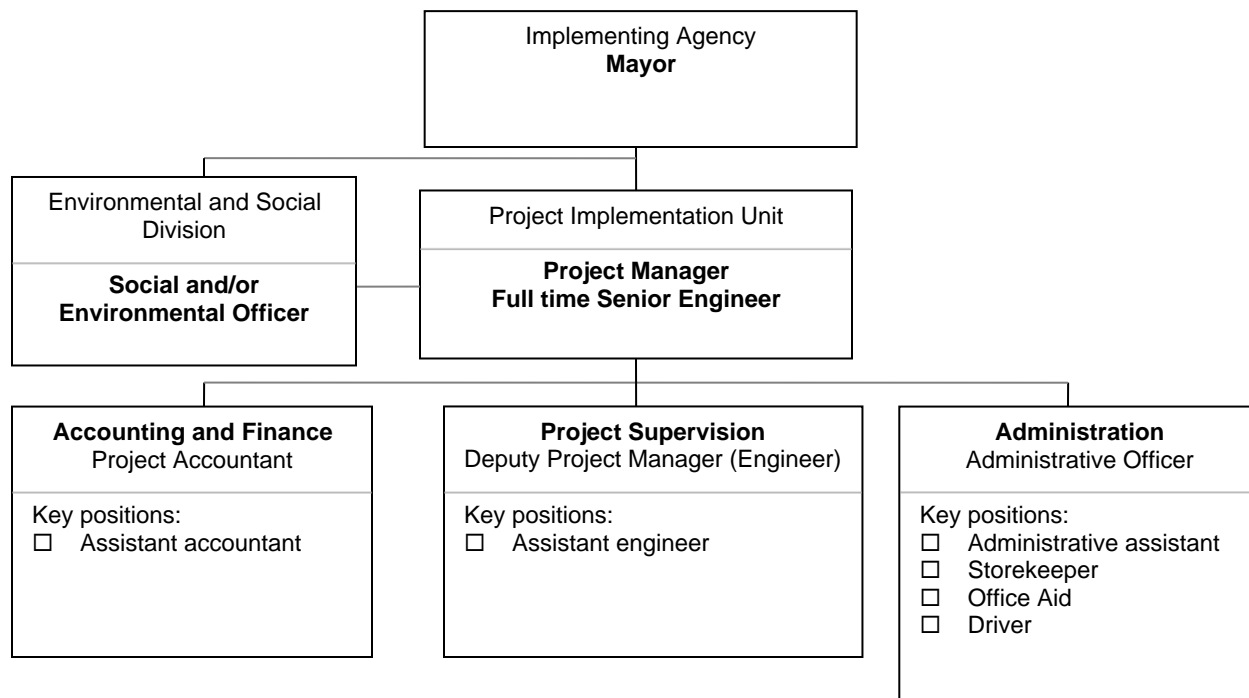 Implementing Agency
Mayor
Environmental and Social
Division
Social and/or
Environmental Officer
Project Implementation Unit
Project Manager
Full time Senior Engineer
Accounting and Finance
Project Accountant
Key positions:
☐ Assistant accountant
Project Supervision
Deputy Project Manager (Engineer)
Key positions:
☐ Assistant engineer
Administration
Administrative Officer
Key positions:
☐ Administrative assistant
☐ Storekeeper
☐ Office Aid
☐ Driver